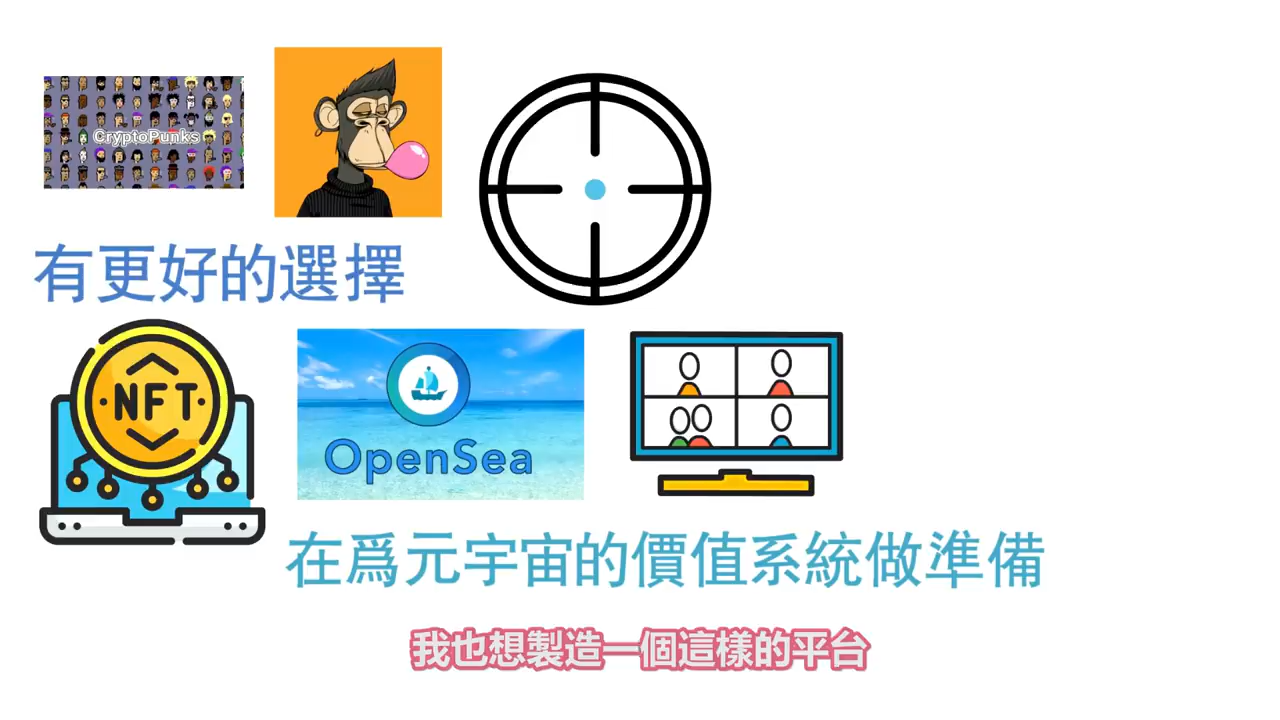 CryptoPunks
有更好的選擇
NFT
OpenSea
在爲元宇宙的價值系統做準備
我也想製造一個這樣的平台